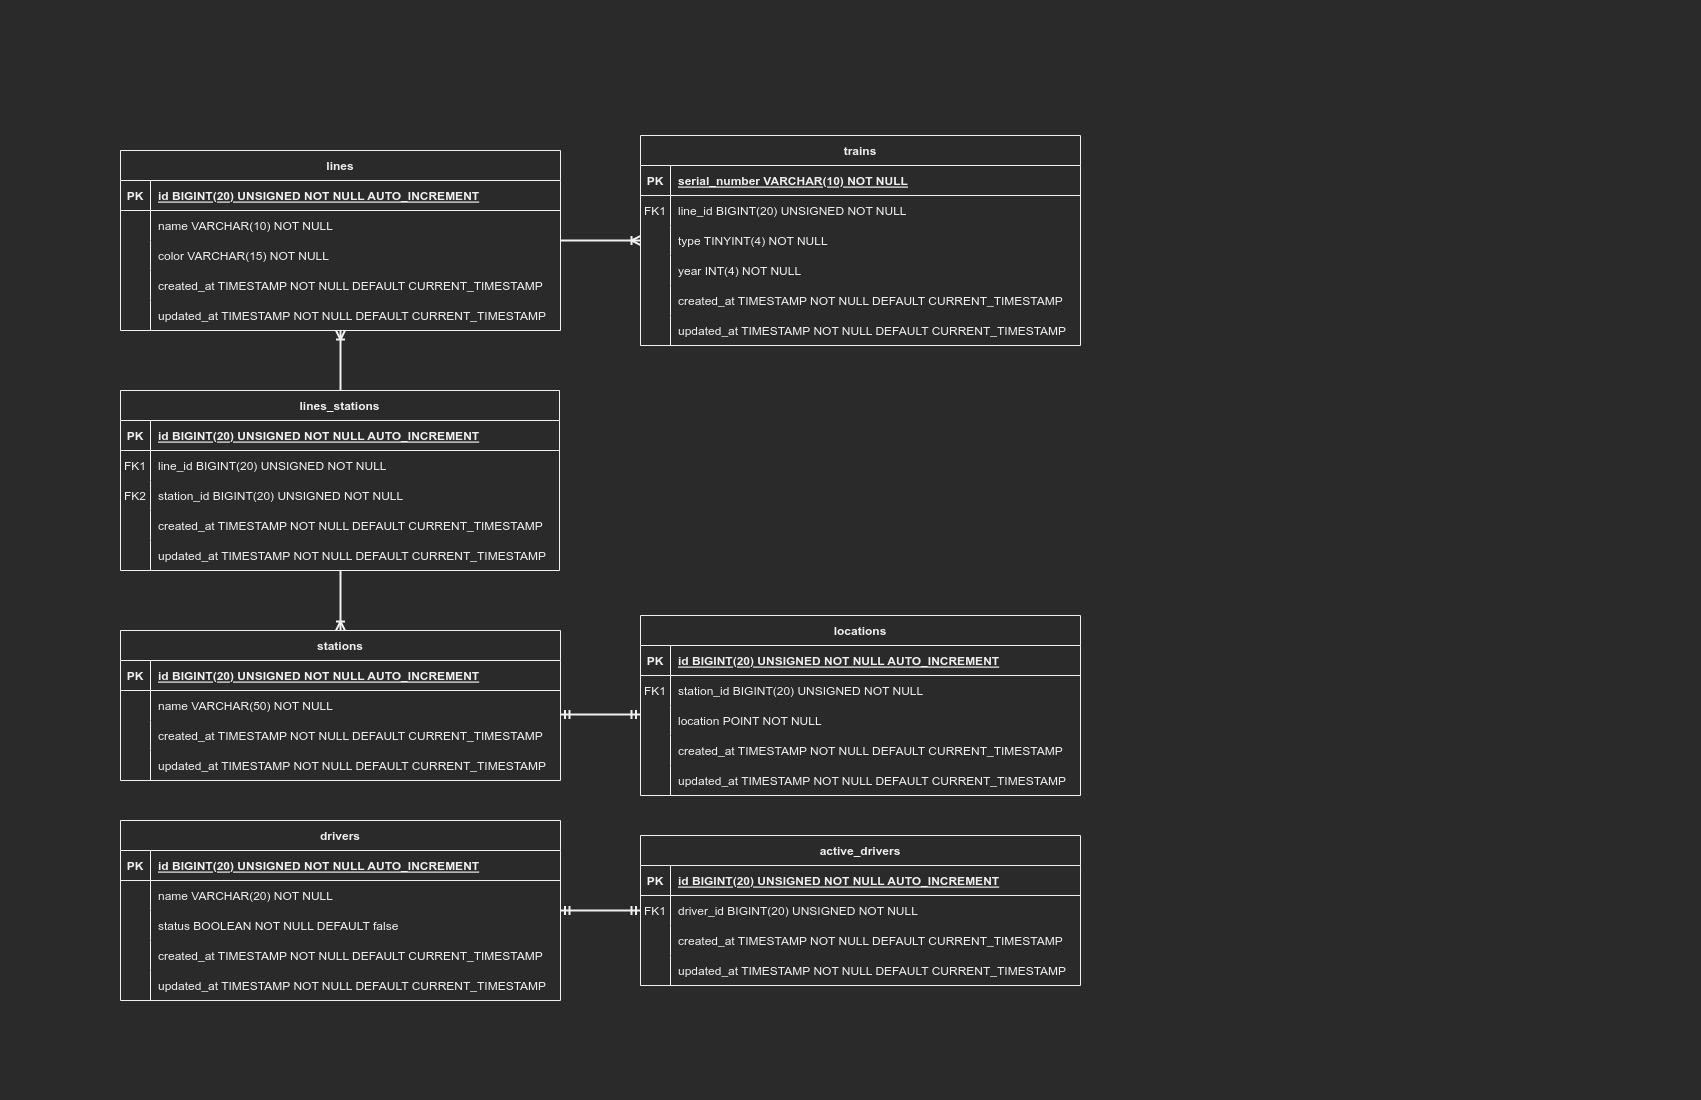 lines
PK id BIGINT(20) UNSIGNED NOT NULL AUTO_INCREMENT
name VARCHAR(10) NOT NULL
color VARCHAR(15) NOT NULL
created_at TIMESTAMP NOT NULL DEFAULT CURRENT_TIMESTAMP
updated_at TIMESTAMP NOT NULL DEFAULT CURRENT_TIMESTAMP
trains
PK serial_number VARCHAR(10) NOT NULL
FK1 line_id BIGINT(20) UNSIGNED NOT NULL
type TINYINT(4) NOT NULL
year INT(4) NOT NULL
created_at TIMESTAMP NOT NULL DEFAULT CURRENT_TIMESTAMP
updated_at TIMESTAMP NOT NULL DEFAULT CURRENT_TIMESTAMP
lines_stations
PK id BIGINT(20) UNSIGNED NOT NULL AUTO_INCREMENT
FK1 line_id BIGINT(20) UNSIGNED NOT NULL
FK2 station_id BIGINT(20) UNSIGNED NOT NULL
created_at TIMESTAMP NOT NULL DEFAULT CURRENT_TIMESTAMP
updated_at TIMESTAMP NOT NULL DEFAULT CURRENT_TIMESTAMP
stations
PK id BIGINT(20) UNSIGNED NOT NULL AUTO_INCREMENT
name VARCHAR(50) NOT NULL
created_at TIMESTAMP NOT NULL DEFAULT CURRENT_TIMESTAMP
updated_at TIMESTAMP NOT NULL DEFAULT CURRENT_TIMESTAMP
locations
PK id BIGINT(20) UNSIGNED NOT NULL AUTO_INCREMENT
FK1 station_id BIGINT(20) UNSIGNED NOT NULL
location POINT NOT NULL
created_at TIMESTAMP NOT NULL DEFAULT CURRENT_TIMESTAMP
updated_at TIMESTAMP NOT NULL DEFAULT CURRENT_TIMESTAMP
drivers
PK id BIGINT(20) UNSIGNED NOT NULL AUTO_INCREMENT
name VARCHAR(20) NOT NULL
status BOOLEAN NOT NULL DEFAULT false
created_at TIMESTAMP NOT NULL DEFAULT CURRENT_TIMESTAMP
updated_at TIMESTAMP NOT NULL DEFAULT CURRENT_TIMESTAMP
active_drivers
PK id BIGINT(20) UNSIGNED NOT NULL AUTO_INCREMENT
FK1 driver_id BIGINT(20) UNSIGNED NOT NULL
created_at TIMESTAMP NOT NULL DEFAULT CURRENT_TIMESTAMP
updated_at TIMESTAMP NOT NULL DEFAULT CURRENT_TIMESTAMP